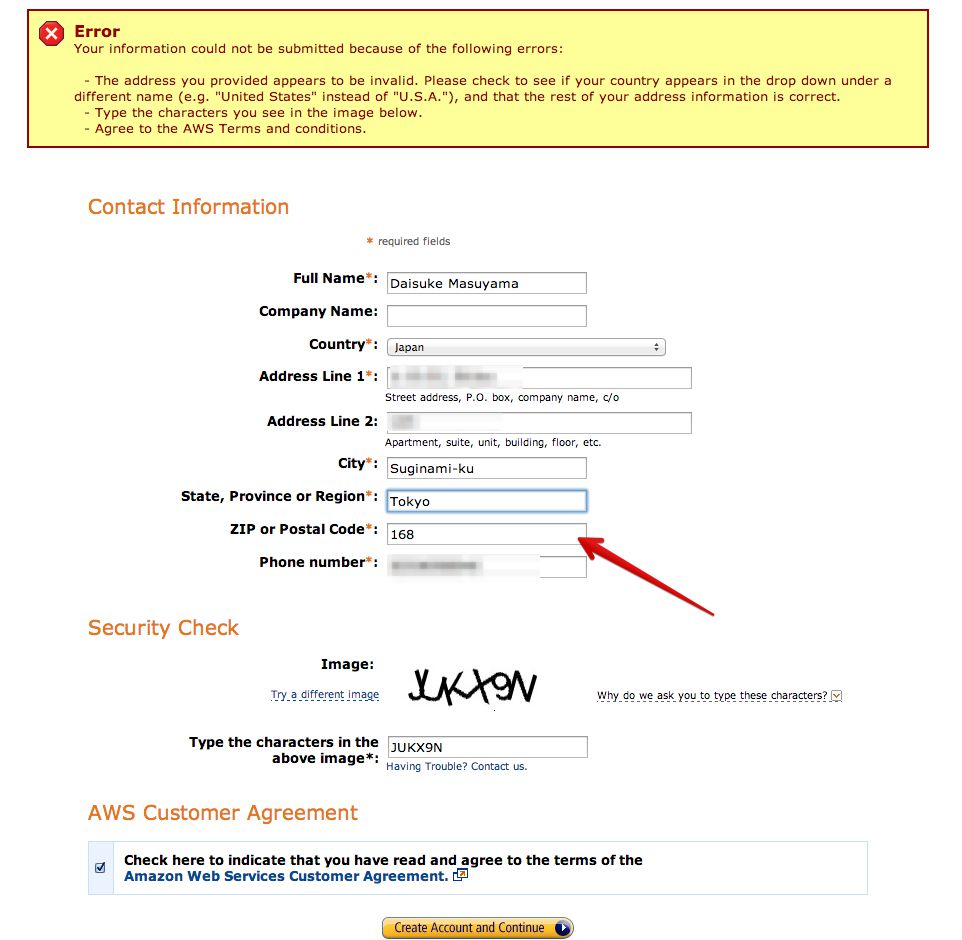 Error
Your information could not be submitted because of the following errors:
- The address you provided appears to be invalid. Please check to see if your country appears in the drop down under a
different name (e.g. "United States" instead of "U.S.A."), and that the rest of your address information is correct.
- Type the characters you see in the image below.
- Agree to the AWS Terms and conditions.
Contact Information
* required fields
Full Name*: Daisuke Masuyama
Company Name:
Country*: Japan
Address Line 1*:
Street address, P.O. box, company name, c/o
Address Line 2:
Apartment, suite, unit, building, floor, etc.
City*: Suginami-ku
State, Province or Region*: Tokyo
ZIP or Postal Code*: 168
Phone number*:
Security Check
Image:
JUKX9N
Try a different image
Why do we ask you to type these characters?
Type the characters in the
above image*: JUKX9N
Having Trouble? Contact us.
AWS Customer Agreement
Check here to indicate that you have read and agree to the terms of the
Amazon Web Services Customer Agreement.
Create Account and Continue